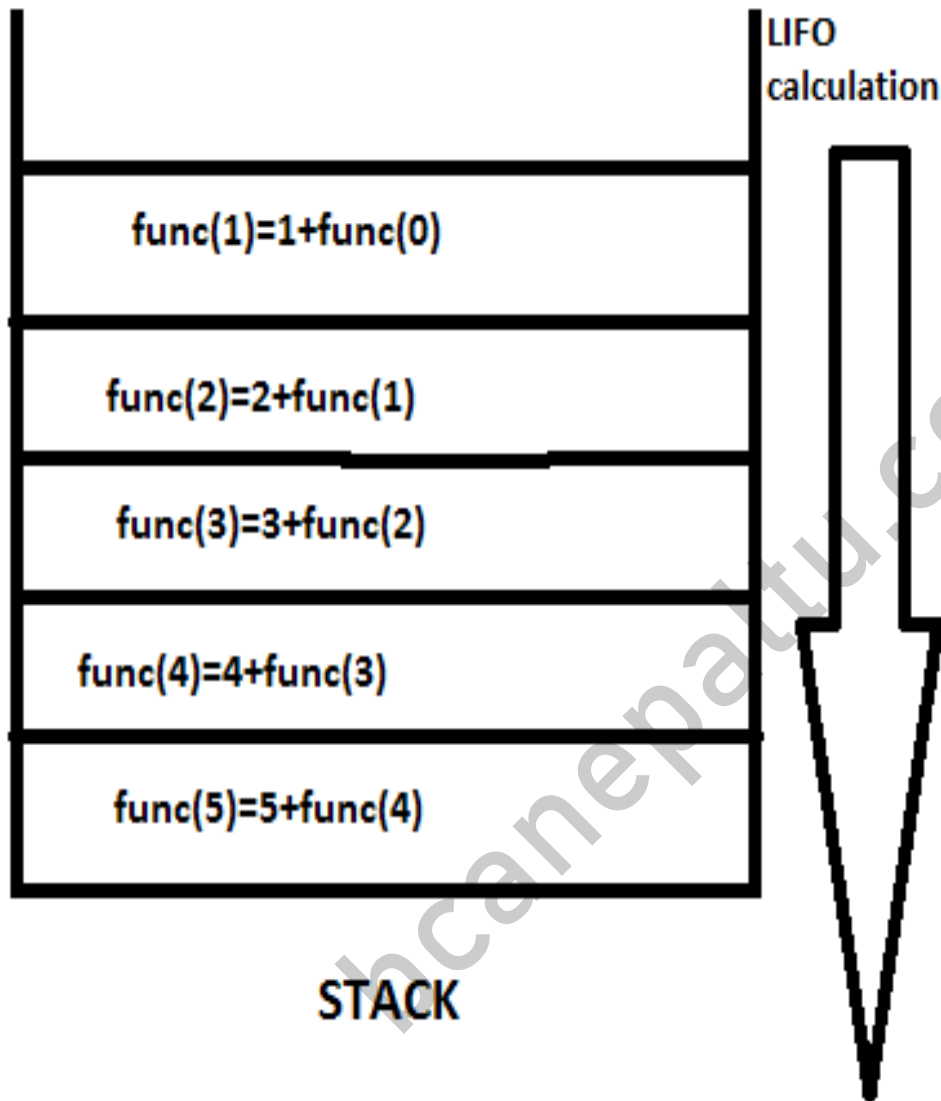 LIFO
calculation
func(1)=1+func(0)
func(2)=2+func(1)
func(3)=3+func(2)
func(4)=4+func(3)
func(5)=5+func(4)
STACK